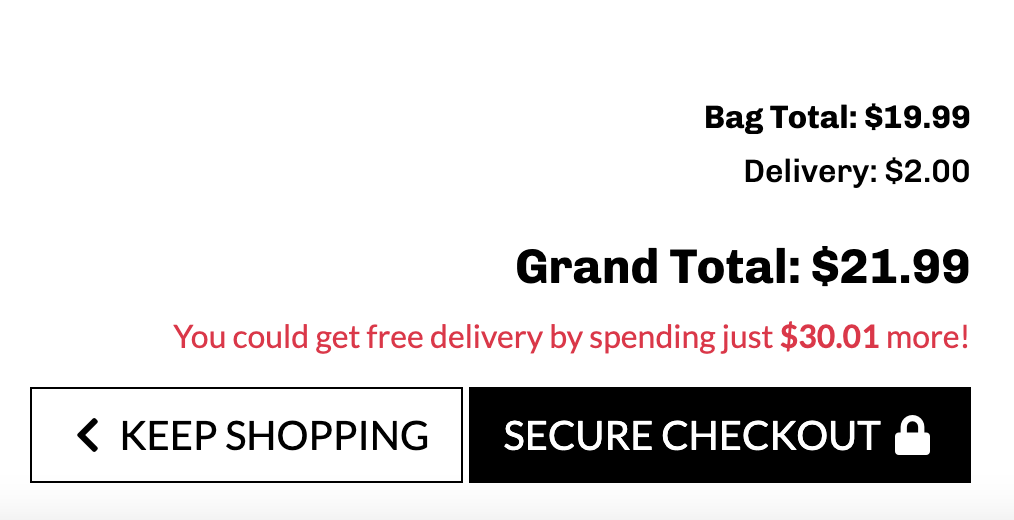 Bag Total: $19.99
Delivery: $2.00
Grand Total: $21.99
You could get free delivery by spending just $30.01 more!
KEEP SHOPPING
SECURE CHECKOUT